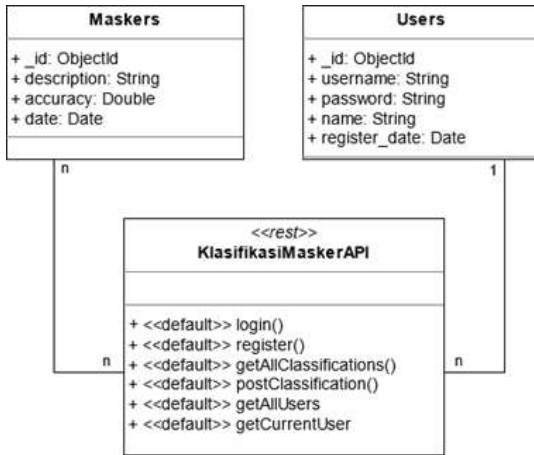 Maskers
+ _id: ObjectId
+ description: String
+ accuracy: Double
+ date: Date
Users
+ _id: ObjectId
+ username: String
+ password: String
+ name: String
+ register_date: Date
n
1
<<rest>>
KlasifikasiMaskerAPI
+ <<default>> login()
+ <<default>> register()
+ <<default>> getAllClassifications()
+ <<default>> postClassification()
+ <<default>> getAllUsers
+ <<default>> getCurrentUser
n
n